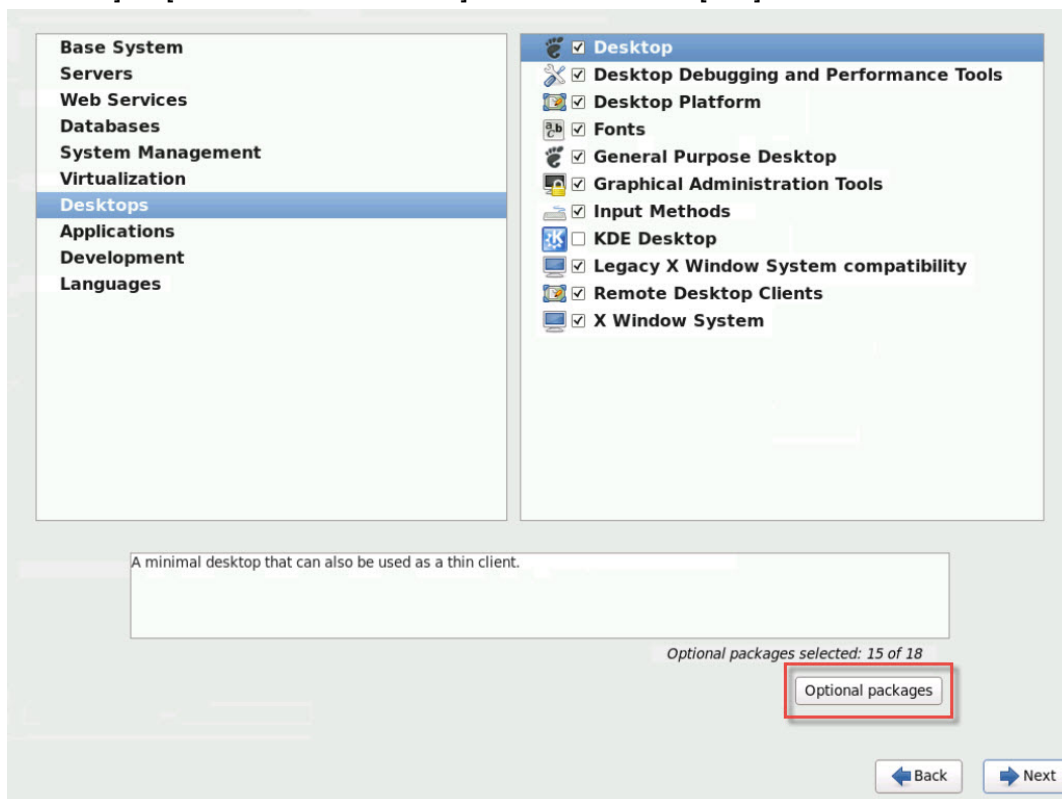 Base System
Servers
Web Services
Databases
System Management
Virtualization
Desktops
Applications
Development
Languages
Desktop
Desktop Debugging and Performance Tools
Desktop Platform
Fonts
General Purpose Desktop
Graphical Administration Tools
Input Methods
KDE Desktop
Legacy X Window System compatibility
Remote Desktop Clients
X Window System
A minimal desktop that can also be used as a thin client.
Optional packages selected: 15 of 18
Optional packages
Back
Next